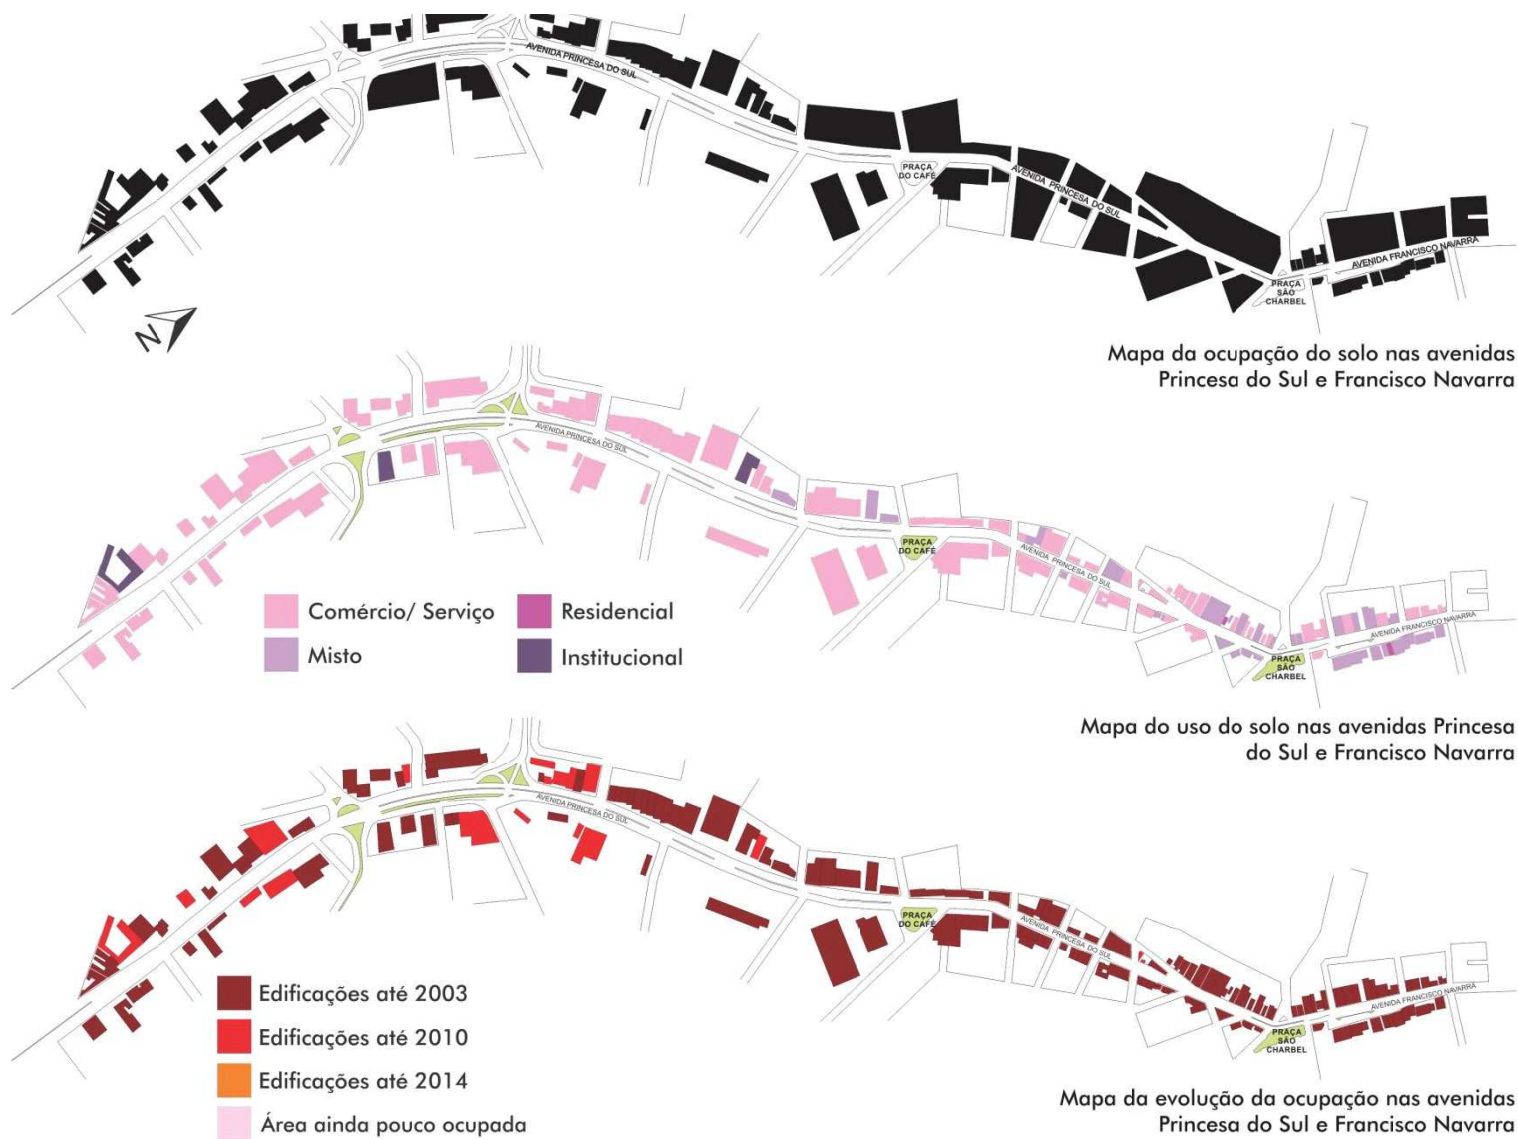 AVENIDA PRINCESA DO SUL
PRAÇA
DO CAFÉ
AVENIDA PRINCESA DO SUL
AVENIDA FRANCISCO NAVARRA
PRAÇA
SÃO
CHARBEL
N
Mapa da ocupação do solo nas avenidas
Princesa do Sul e Francisco Navarra
AVENIDA PRINCESA DO SUL
PRAÇA
DO CAFÉ
AVENIDA PRINCESA DO SUL
AVENIDA FRANCISCO NAVARRA
PRAÇA
SÃO
CHARBEL
Comércio/ Serviço
Residencial
Misto
Institucional
Mapa do uso do solo nas avenidas Princesa
do Sul e Francisco Navarra
AVENIDA PRINCESA DO SUL
PRAÇA
DO CAFÉ
AVENIDA PRINCESA DO SUL
AVENIDA FRANCISCO NAVARRA
PRAÇA
SÃO
CHARBEL
Edificações até 2003
Edificações até 2010
Edificações até 2014
Área ainda pouco ocupada
Mapa da evolução da ocupação nas avenidas
Princesa do Sul e Francisco Navarra